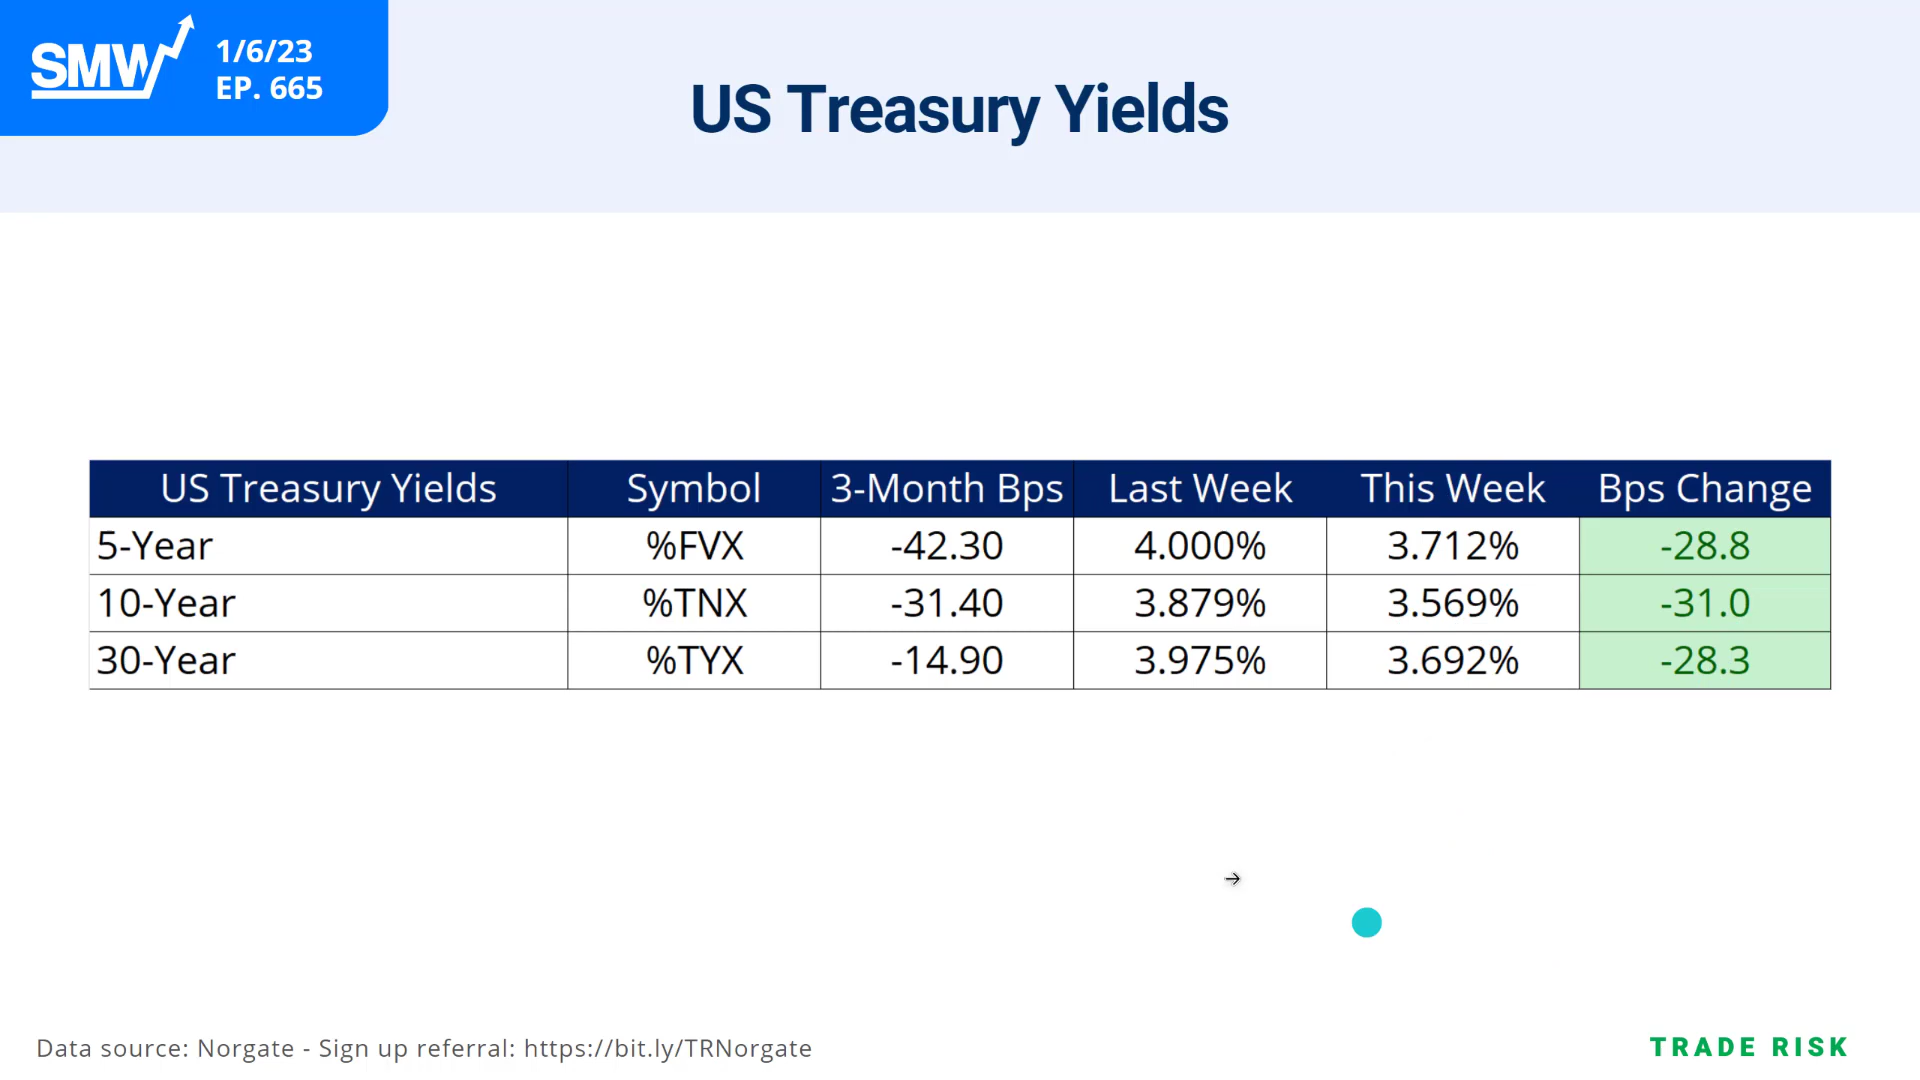 SMW
1/6/23
EP. 665
US Treasury Yields
US Treasury Yields Symbol 3-Month Bps Last Week This Week Bps Change
5-Year %FVX -42.30 4.000% 3.712% -28.8
10-Year %TNX -31.40 3.879% 3.569% -31.0
30-Year %TYX -14.90 3.975% 3.692% -28.3
Data source: Norgate - Sign up referral: https://bit.ly/TRNorgate
TRADE RISK